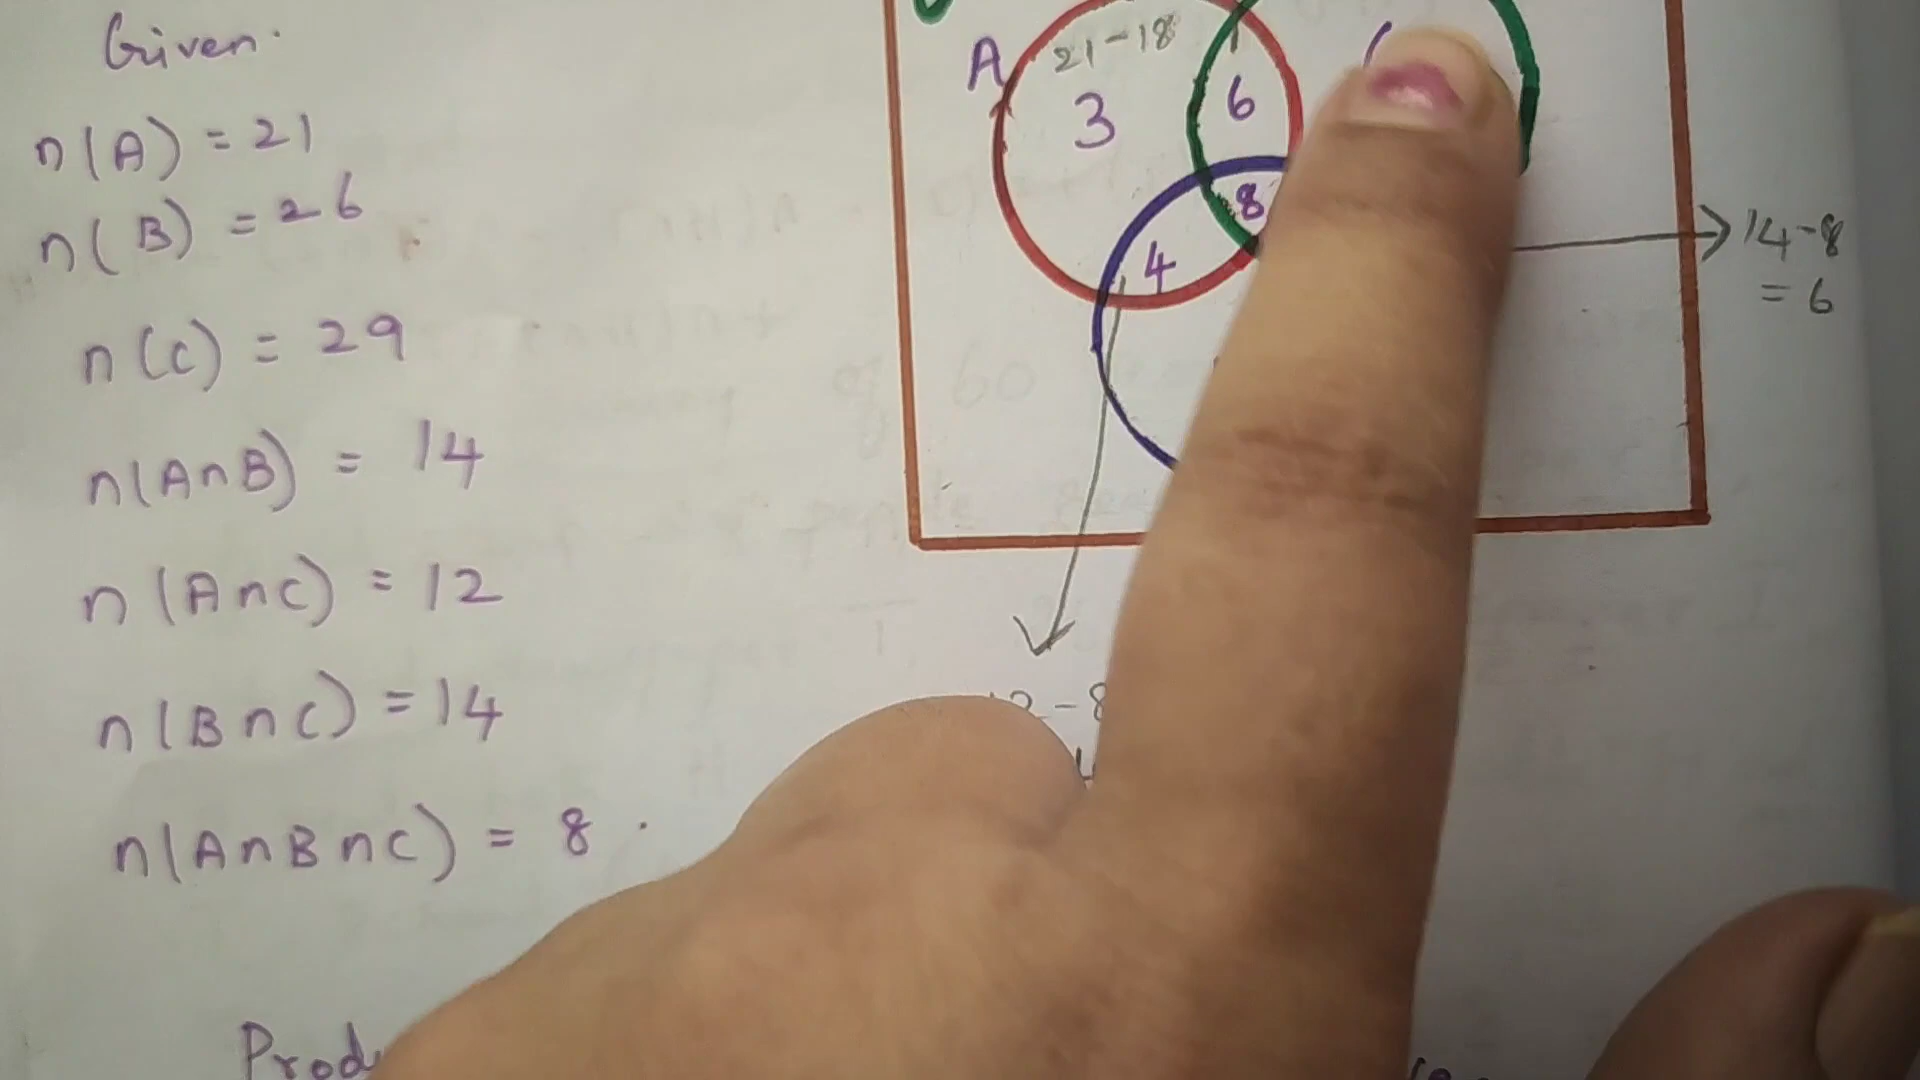 Given.
n(A) = 21
n(B) = 26
n(C) = 29
n(A∩B) = 14
n(A∩C) = 12
n(B∩C) = 14
n(A∩B∩C) = 8.
A
21-18
3
6
8
4
14-8
= 6